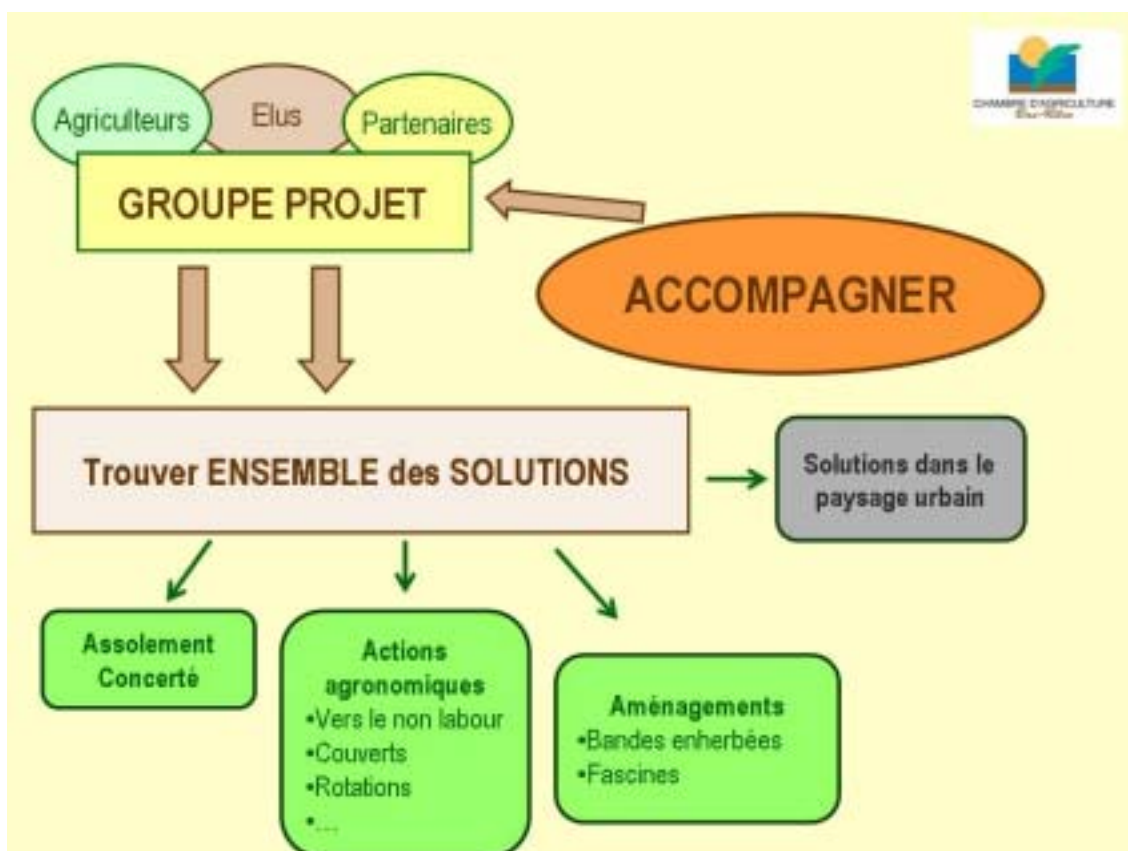 Agriculteurs
Elus
Partenaires
CHAMBRE D'AGRICULTURE
GROUPE PROJET
ACCOMPAGNER
Trouver ENSEMBLE des SOLUTIONS
Solutions dans le
paysage urbain
Assolement
Concerté
Actions
agronomiques
•Vers le non labour
•Couverts
•Rotations
•...
Aménagements
•Bandes enherbées
•Fascines